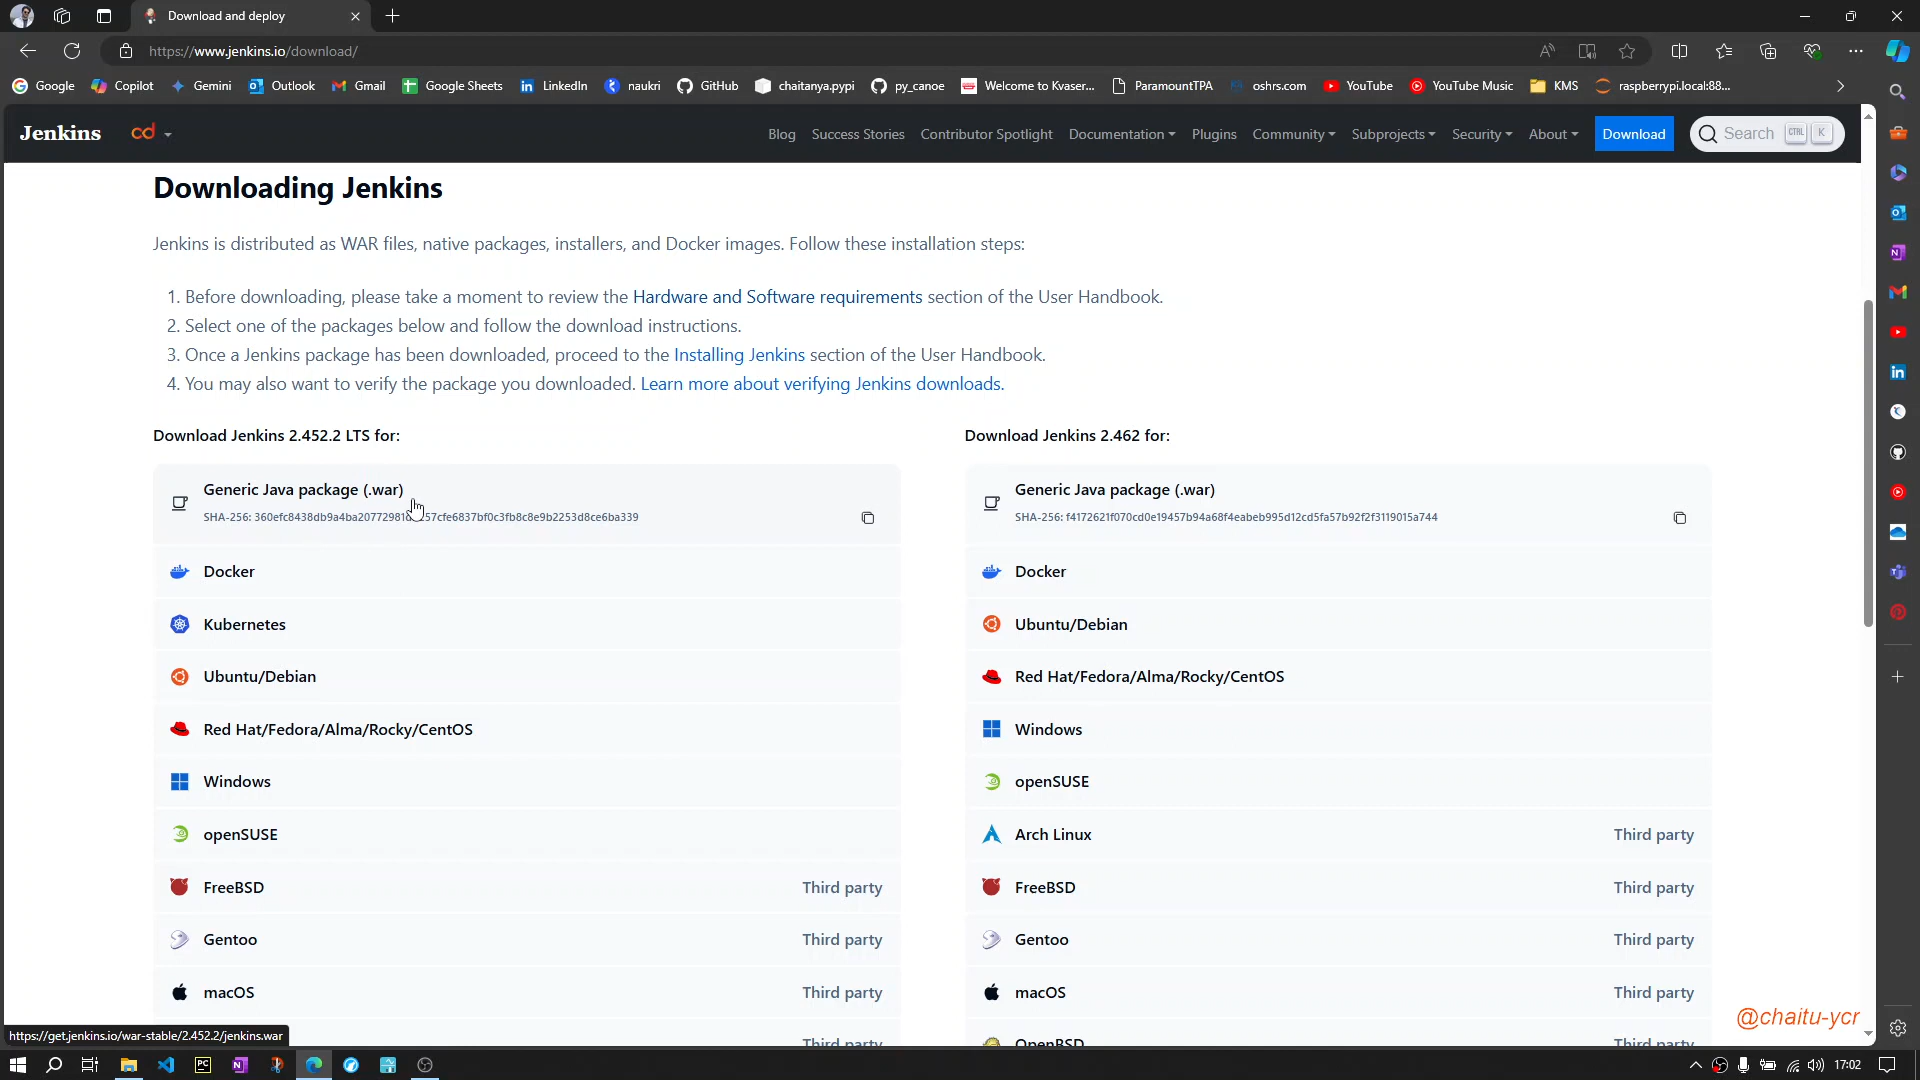 Download and deploy
https://www.jenkins.io/download/
Google Copilot Gemini Outlook Gmail Google Sheets LinkedIn naukri GitHub chaitanya.pypi py_canoe Welcome to Kvaser... ParamountTPA oshrs.com YouTube YouTube Music KMS raspberrypi.local:88...
Jenkins cd Blog Success Stories Contributor Spotlight Documentation Plugins Community Subprojects Security About Download Search CTRL K
Downloading Jenkins
Jenkins is distributed as WAR files, native packages, installers, and Docker images. Follow these installation steps:
1. Before downloading, please take a moment to review the Hardware and Software requirements section of the User Handbook.
2. Select one of the packages below and follow the download instructions.
3. Once a Jenkins package has been downloaded, proceed to the Installing Jenkins section of the User Handbook.
4. You may also want to verify the package you downloaded. Learn more about verifying Jenkins downloads.
Download Jenkins 2.452.2 LTS for:
Generic Java package (.war)
SHA-256:
Docker
Kubernetes
Ubuntu/Debian
Red Hat/Fedora/Alma/Rocky/CentOS
Windows
openSUSE
FreeBSD Third party
Gentoo Third party
macOS Third party
Third party
Download Jenkins 2.462 for:
Generic Java package (.war)
SHA-256: f4172621f070cd0e19457b94a68f4eabeb995d12cd5fa57b92f2f3119015a744
Docker
Ubuntu/Debian
Red Hat/Fedora/Alma/Rocky/CentOS
Windows
openSUSE
Arch Linux Third party
FreeBSD Third party
Gentoo Third party
macOS Third party
OpenBSD Third party
@chaitu-ycr
https://get.jenkins.io/war-stable/2.452.2/jenkins.war
17:02